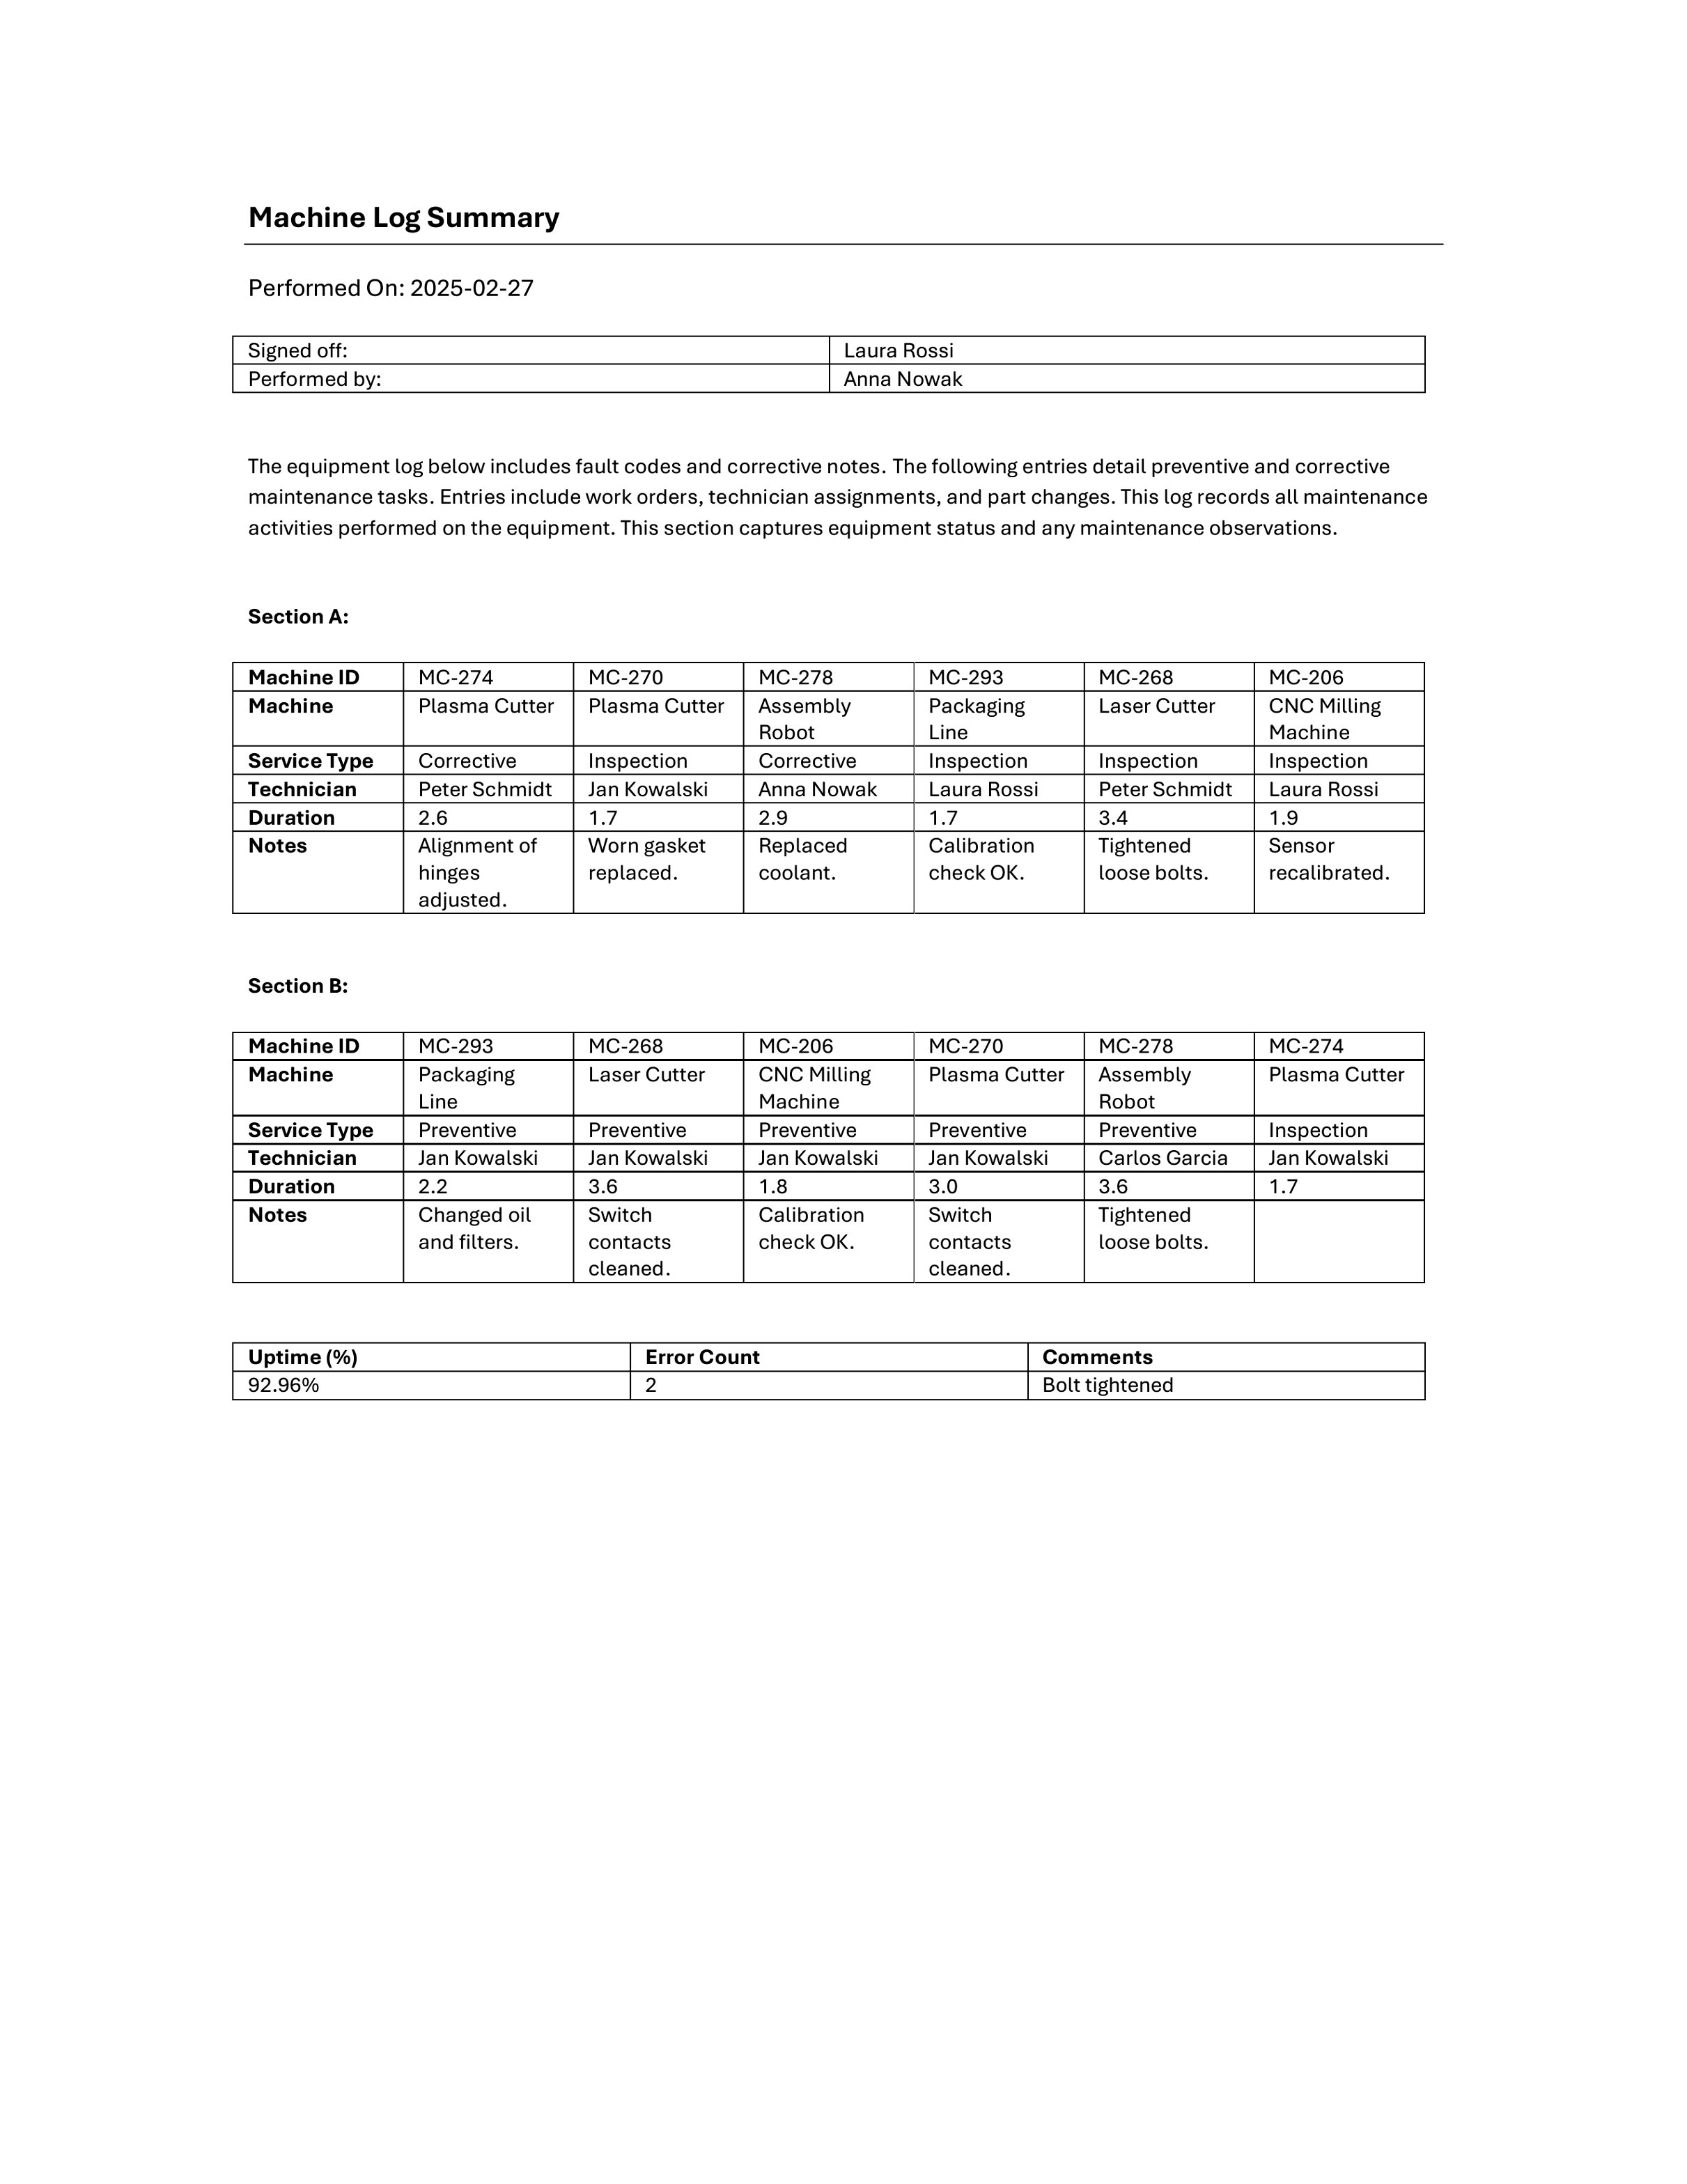 Machine Log Summary
Performed On: 2025-02-27
Signed off: Laura Rossi
Performed by: Anna Nowak
The equipment log below includes fault codes and corrective notes. The following entries detail preventive and corrective
maintenance tasks. Entries include work orders, technician assignments, and part changes. This log records all maintenance
activities performed on the equipment. This section captures equipment status and any maintenance observations.
Section A:
Machine ID MC-274 MC-270 MC-278 MC-293 MC-268 MC-206
Machine Plasma Cutter Plasma Cutter Assembly Packaging Laser Cutter CNC Milling
Robot Line Machine
Service Type Corrective Inspection Corrective Inspection Inspection Inspection
Technician Peter Schmidt Jan Kowalski Anna Nowak Laura Rossi Peter Schmidt Laura Rossi
Duration 2.6 1.7 2.9 1.7 3.4 1.9
Notes Alignment of Worn gasket Replaced Calibration Tightened Sensor
hinges replaced. coolant. check OK. loose bolts. recalibrated.
adjusted.
Section B:
Machine ID MC-293 MC-268 MC-206 MC-270 MC-278 MC-274
Machine Packaging Laser Cutter CNC Milling Plasma Cutter Assembly Plasma Cutter
Line Machine Robot
Service Type Preventive Preventive Preventive Preventive Preventive Inspection
Technician Jan Kowalski Jan Kowalski Jan Kowalski Jan Kowalski Carlos Garcia Jan Kowalski
Duration 2.2 3.6 1.8 3.0 3.6 1.7
Notes Changed oil Switch Calibration Switch Tightened
and filters. contacts check OK. contacts loose bolts.
cleaned. cleaned.
Uptime (%) Error Count Comments
92.96% 2 Bolt tightened